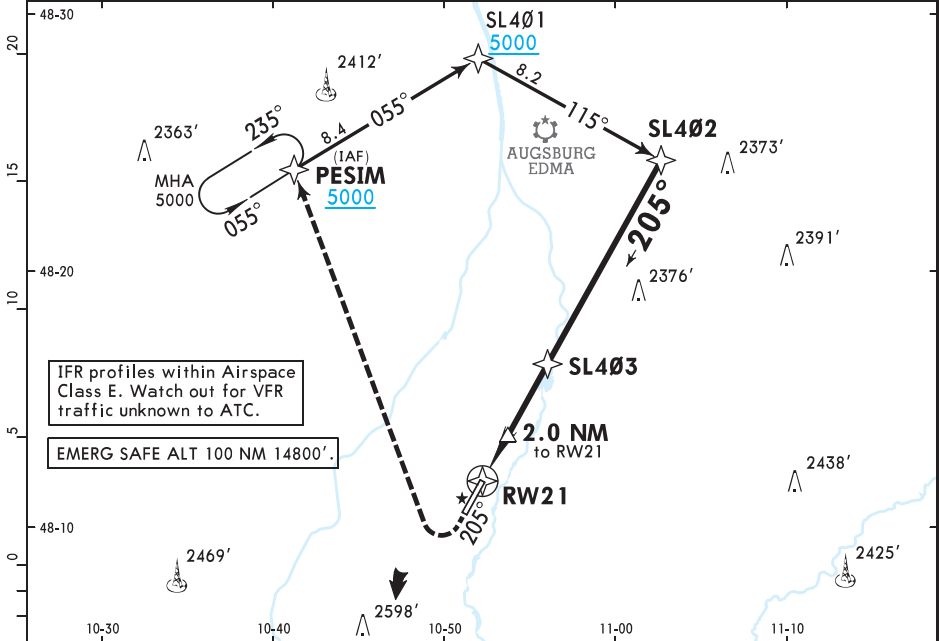 48-30
SL4Ø1
5000
20
2412'
8.2
055°
115°
SL4Ø2
2363'
235°
8.4
(IAF)
PESIM
5000
AUGSBURG
EDMA
2373'
15
MHA
5000
055°
205°
2391'
48-20
2376'
10
IFR profiles within Airspace
Class E. Watch out for VFR
traffic unknown to ATC.
SL4Ø3
5
2.0 NM
to RW21
EMERG SAFE ALT 100 NM 14800'.
2438'
RW21
48-10
205°
0
2469'
2425'
2598'
10-30
10-40
10-50
11-00
11-10